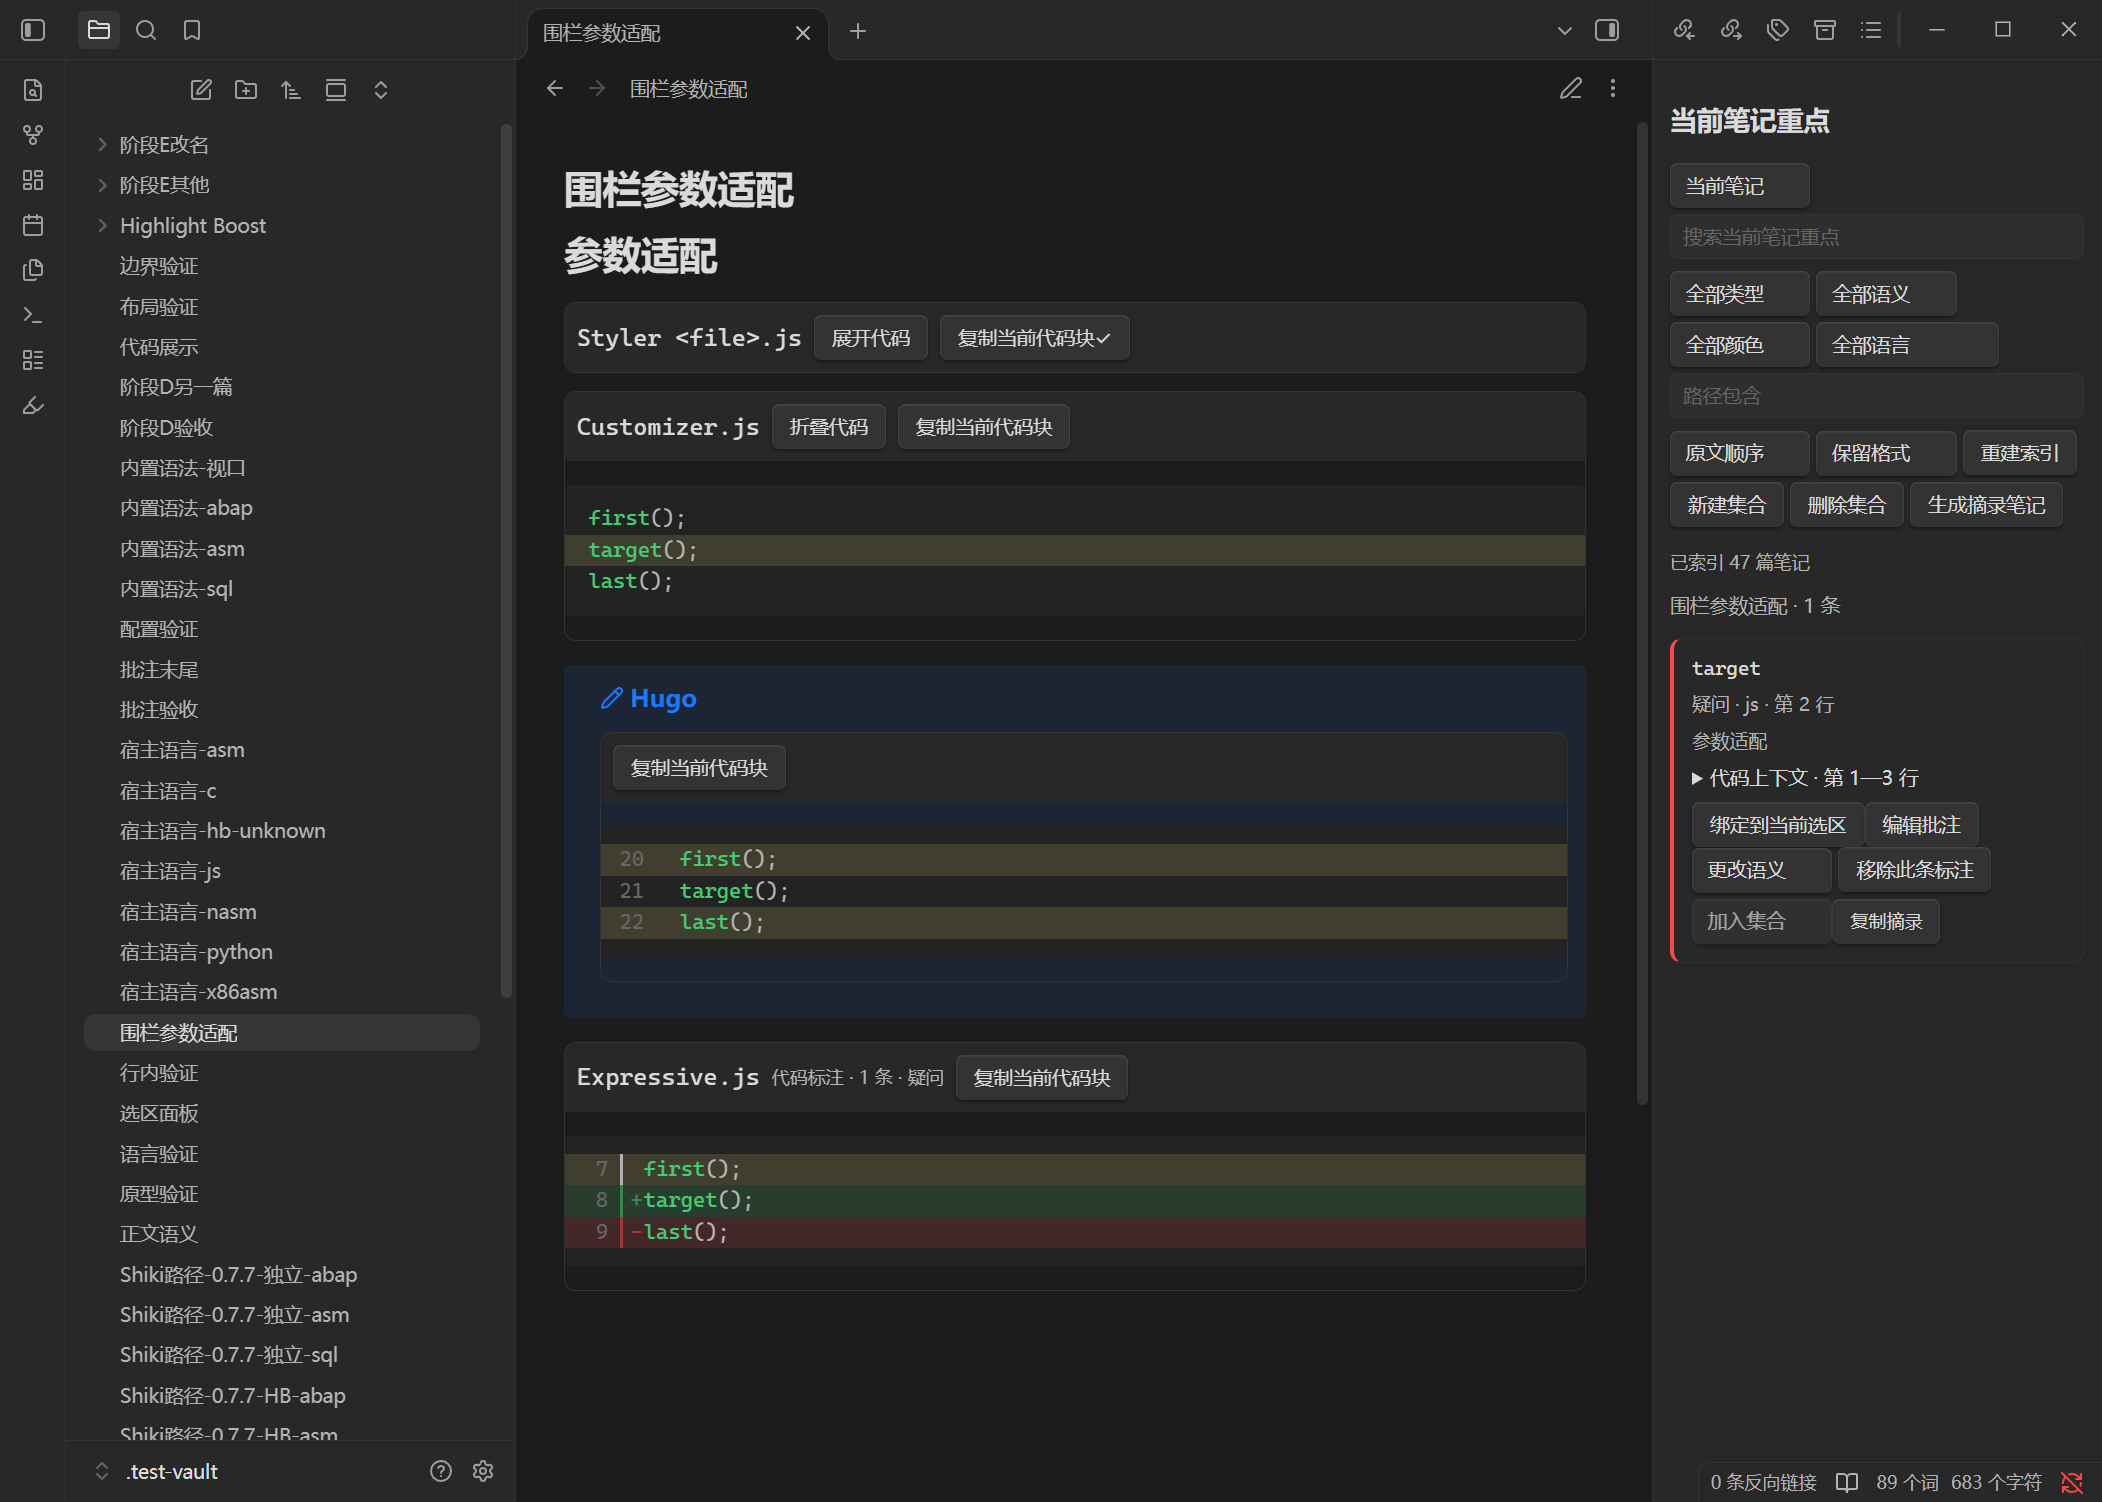 围栏参数适配
阶段E改名
阶段E其他
Highlight Boost
边界验证
布局验证
代码展示
阶段D另一篇
阶段D验收
内置语法-视口
内置语法-abap
内置语法-asm
内置语法-sql
配置验证
批注末尾
批注验收
宿主语言-asm
宿主语言-c
宿主语言-hb-unknown
宿主语言-js
宿主语言-nasm
宿主语言-python
宿主语言-x86asm
围栏参数适配
行内验证
选区面板
语言验证
原型验证
正文语义
Shiki路径-0.7.7-独立-abap
Shiki路径-0.7.7-独立-asm
Shiki路径-0.7.7-独立-sql
Shiki路径-0.7.7-HB-abap
Shiki路径-0.7.7-HB-asm
.test-vault
围栏参数适配
围栏参数适配
参数适配
Styler <file>.js 展开代码 复制当前代码块
Customizer.js 折叠代码 复制当前代码块
first();
target();
last();
Hugo
复制当前代码块
20 first();
21 target();
22 last();
Expressive.js 代码标注 · 1 条 · 疑问 复制当前代码块
7 first();
8 +target();
9 -last();
当前笔记重点
当前笔记
搜索当前笔记重点
全部类型 全部语义
全部颜色 全部语言
路径包含
原文顺序 保留格式 重建索引
新建集合 删除集合 生成摘录笔记
已索引 47 篇笔记
围栏参数适配 · 1 条
target
疑问 · js · 第 2 行
参数适配
代码上下文 · 第 1—3 行
绑定到当前选区 编辑批注
更改语义 移除此条标注
加入集合 复制摘录
0 条反向链接 89 个词 683 个字符